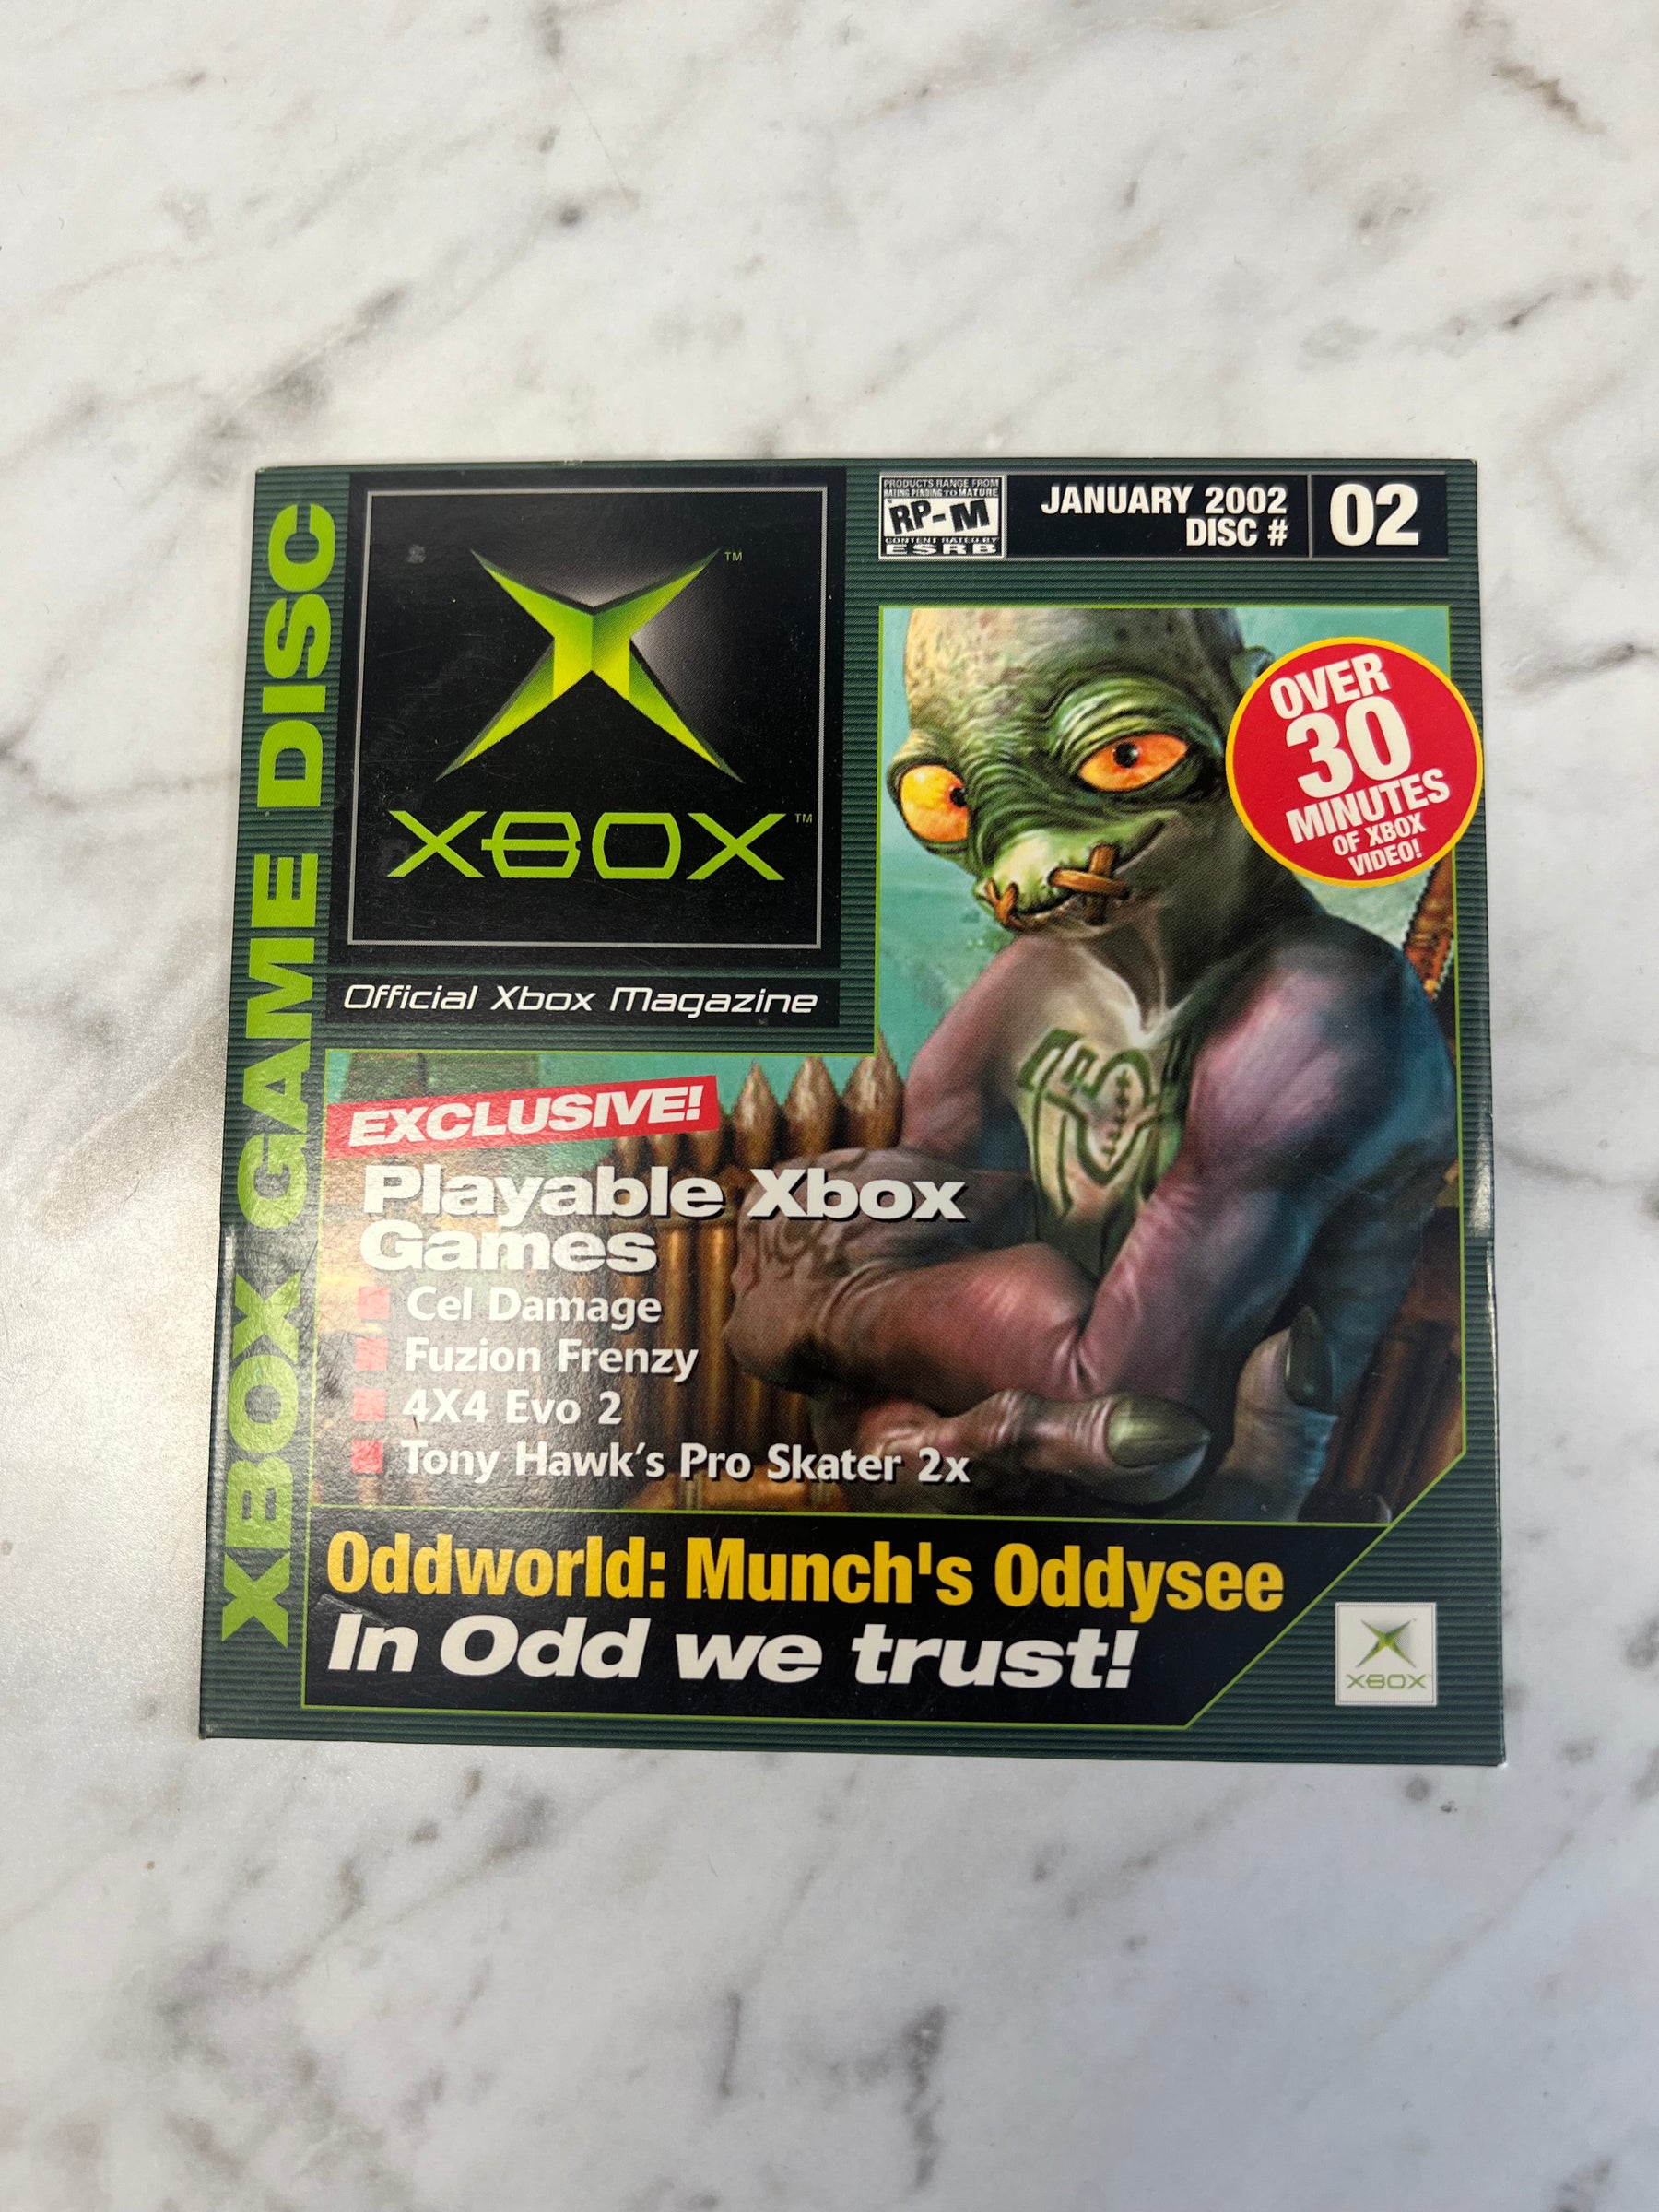 XBOX GAME DISC
TM
XBOX TM
Official Xbox Magazine
PRODUCTS RANGE FROM
RATING PENDING TO MATURE
RP-M
CONTENT RATED BY
ESRB
JANUARY 2002
DISC #
02
OVER
30
MINUTES
OF XBOX
VIDEO!
EXCLUSIVE!
Playable Xbox
Games
Cel Damage
Fuzion Frenzy
4X4 Evo 2
Tony Hawk's Pro Skater 2x
Oddworld: Munch's Oddysee
In Odd we trust!
XBOX